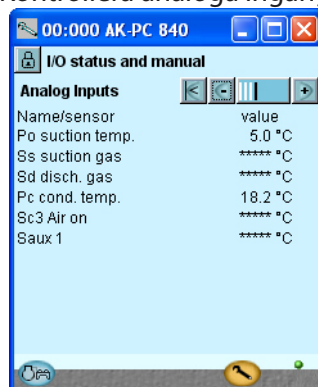 00:000 AK-PC 840
I/O status and manual
Analog Inputs
Name/sensor value
Po suction temp. 5.0 °C
Ss suction gas ***** °C
Sd disch. gas ***** °C
Pc cond. temp. 18.2 °C
Sc3 Air on ***** °C
Saux 1 ***** °C